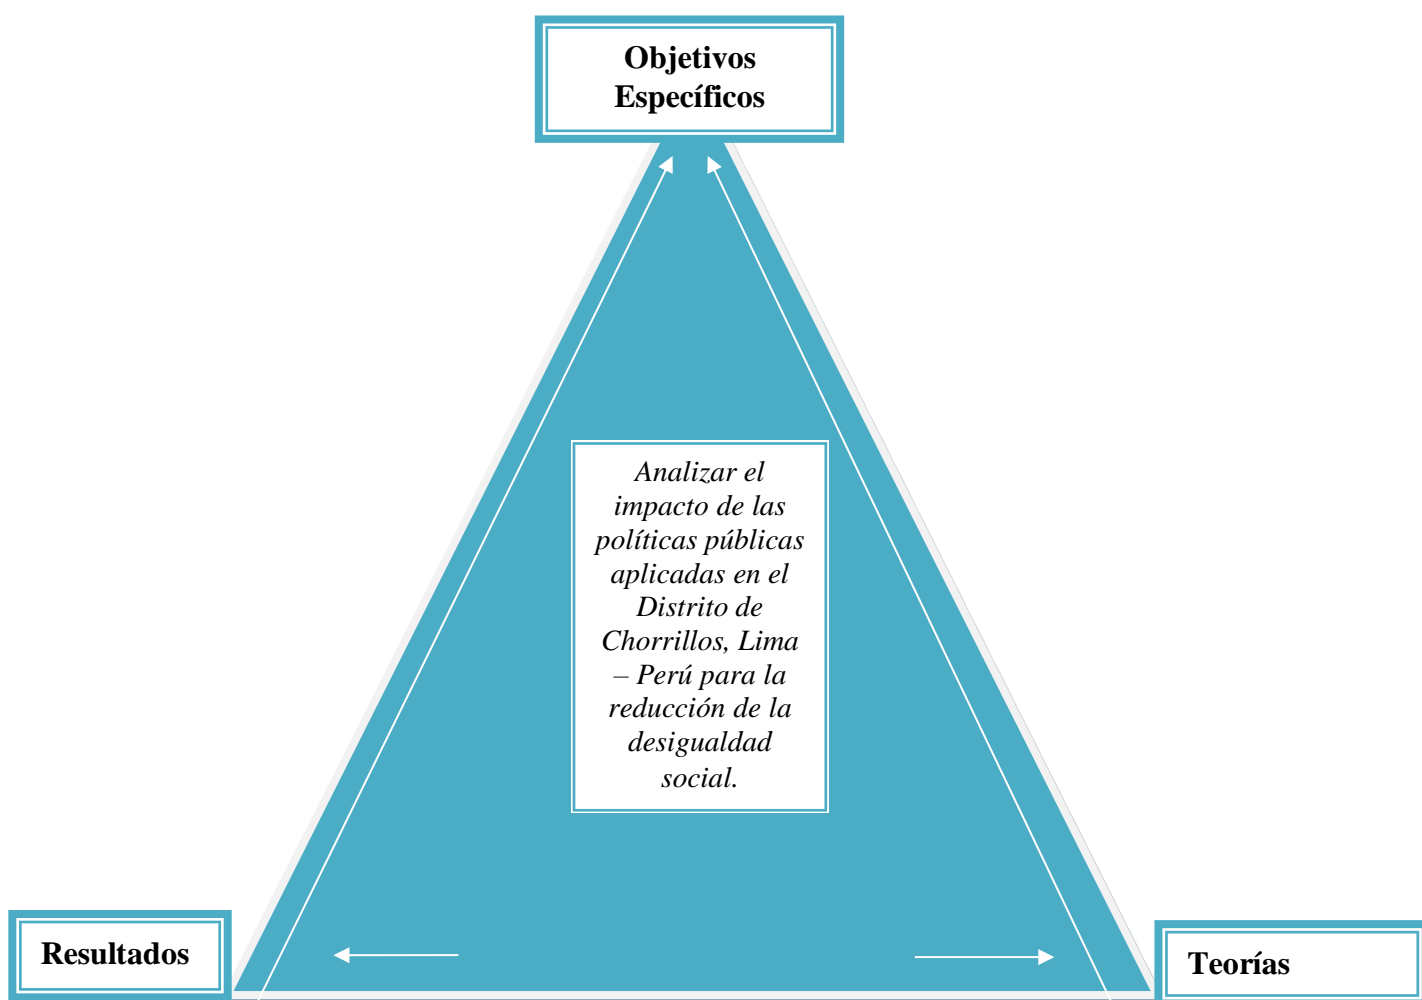 Objetivos
Específicos
Analizar el
impacto de las
políticas públicas
aplicadas en el
Distrito de
Chorrillos, Lima
– Perú para la
reducción de la
desigualdad
social.
Resultados
Teorías